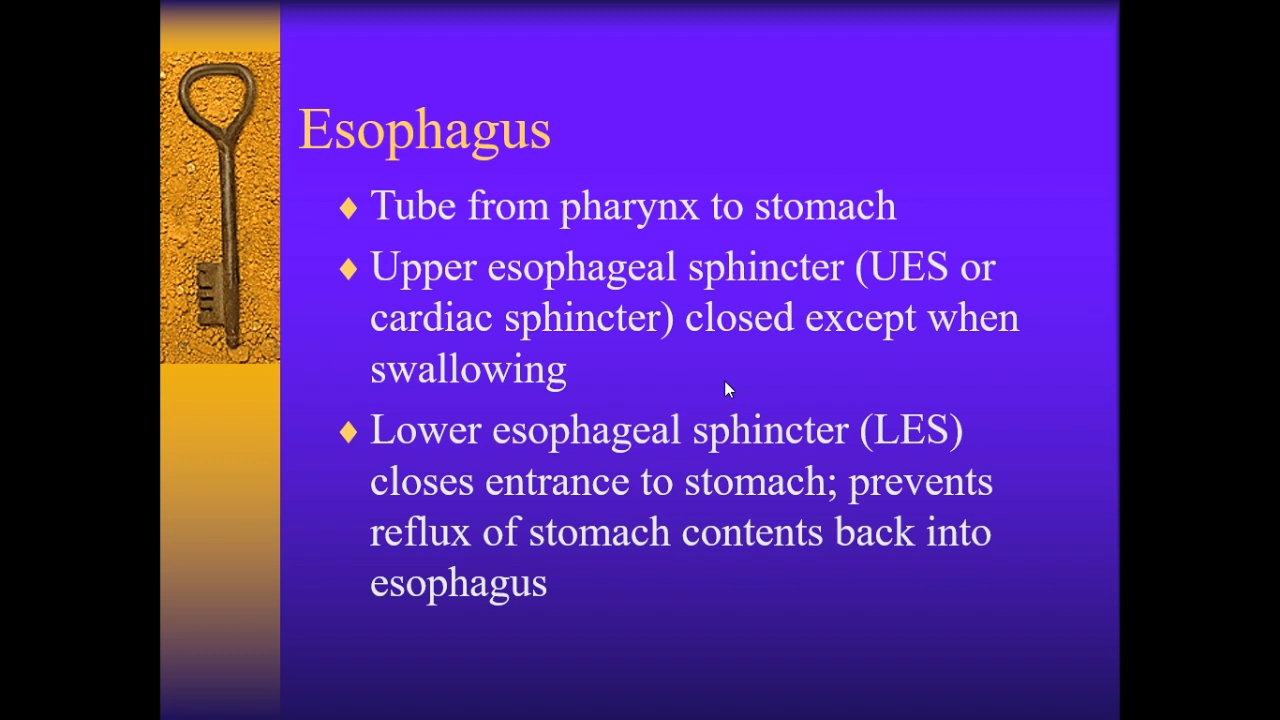 Esophagus
Tube from pharynx to stomach
Upper esophageal sphincter (UES or
cardiac sphincter) closed except when
swallowing
Lower esophageal sphincter (LES)
closes entrance to stomach; prevents
reflux of stomach contents back into
esophagus